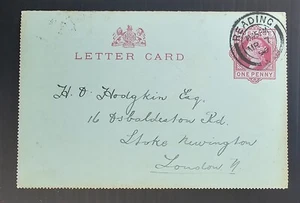 READING
LETTER CARD
ONE PENNY
H. D. Hodgkin Esq.
16 Osbaldeston Rd.
Stoke Newington
London N.